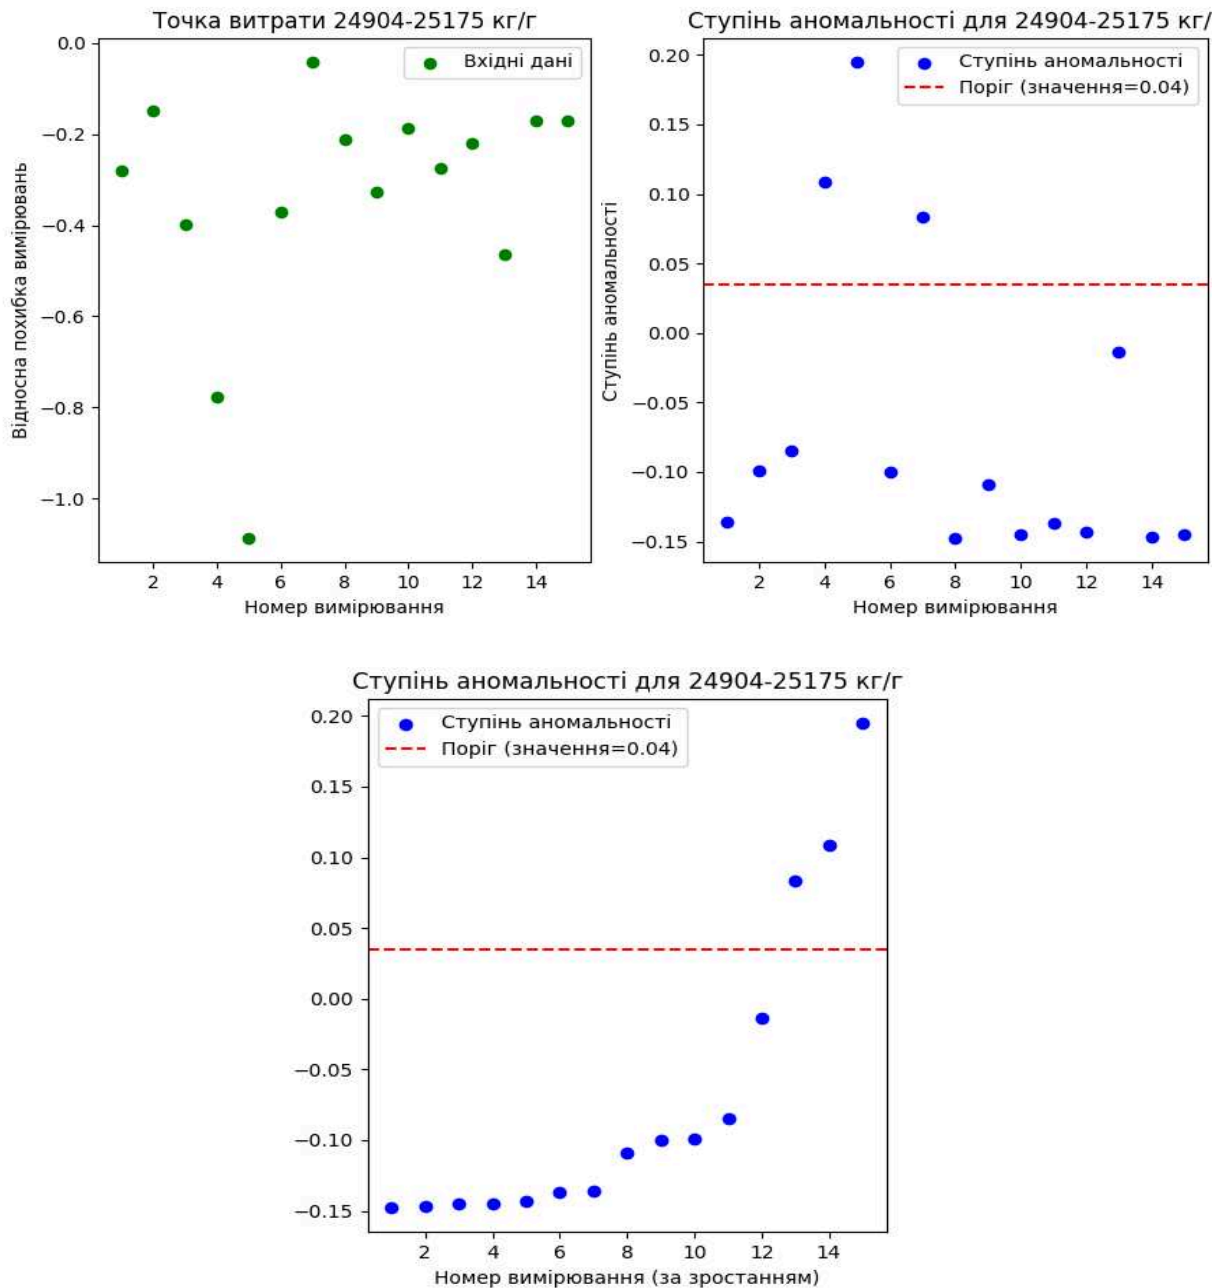 Точка витрати 24904-25175 кг/г
Вхідні дані
Відносна похибка вимірювань
0.0
−0.2
−0.4
−0.6
−0.8
−1.0
2 4 6 8 10 12 14
Номер вимірювання
Ступінь аномальності для 24904-25175 кг/
Ступінь аномальності
Поріг (значення=0.04)
Ступінь аномальності
0.20
0.15
0.10
0.05
0.00
−0.05
−0.10
−0.15
2 4 6 8 10 12 14
Номер вимірювання
Ступінь аномальності для 24904-25175 кг/г
Ступінь аномальності
Поріг (значення=0.04)
0.20
0.15
0.10
0.05
0.00
−0.05
−0.10
−0.15
2 4 6 8 10 12 14
Номер вимірювання (за зростанням)